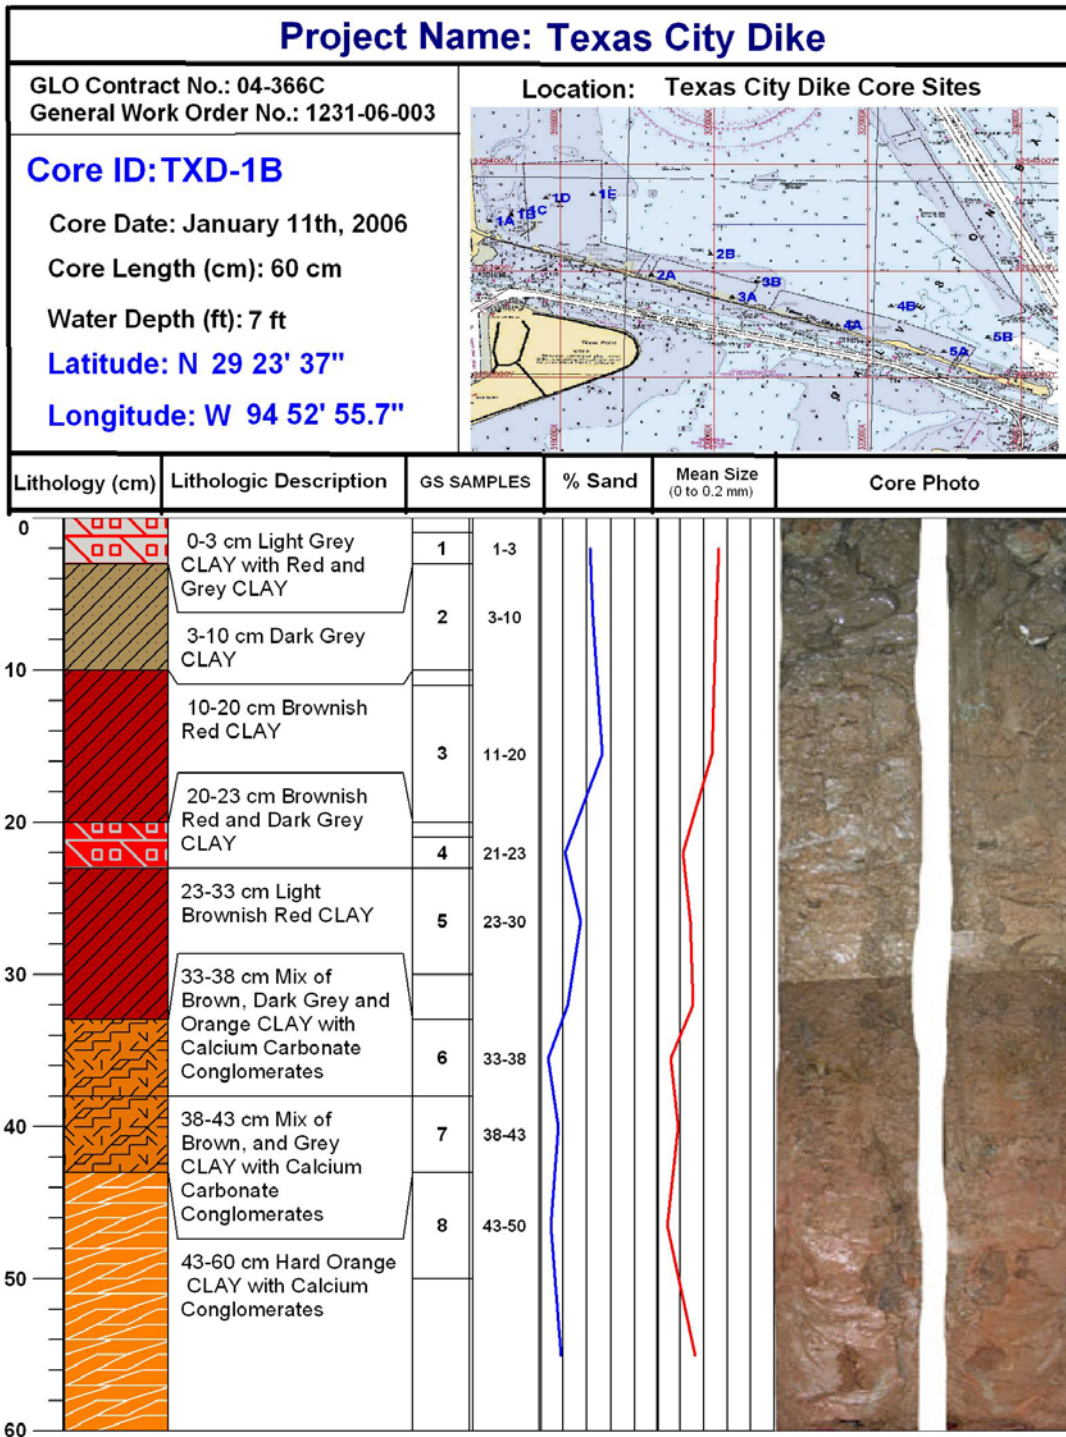 Project Name: Texas City Dike
GLO Contract No.: 04-366C
General Work Order No.: 1231-06-003
Core ID: TXD-1B
Core Date: January 11th, 2006
Core Length (cm): 60 cm
Water Depth (ft): 7 ft
Latitude: N 29 23' 37"
Longitude: W 94 52' 55.7"
Location: Texas City Dike Core Sites
1A
1B
1C
1D
1E
2B
2A
3B
3A
4B
4A
5B
5A
Lithology (cm)
Lithologic Description
GS SAMPLES
% Sand
Mean Size
(0 to 0.2 mm)
Core Photo
0
10
20
30
40
50
60
0-3 cm Light Grey
CLAY with Red and
Grey CLAY
3-10 cm Dark Grey
CLAY
10-20 cm Brownish
Red CLAY
20-23 cm Brownish
Red and Dark Grey
CLAY
23-33 cm Light
Brownish Red CLAY
33-38 cm Mix of
Brown, Dark Grey and
Orange CLAY with
Calcium Carbonate
Conglomerates
38-43 cm Mix of
Brown, and Grey
CLAY with Calcium
Carbonate
Conglomerates
43-60 cm Hard Orange
CLAY with Calcium
Conglomerates
1 1-3
2 3-10
3 11-20
4 21-23
5 23-30
6 33-38
7 38-43
8 43-50